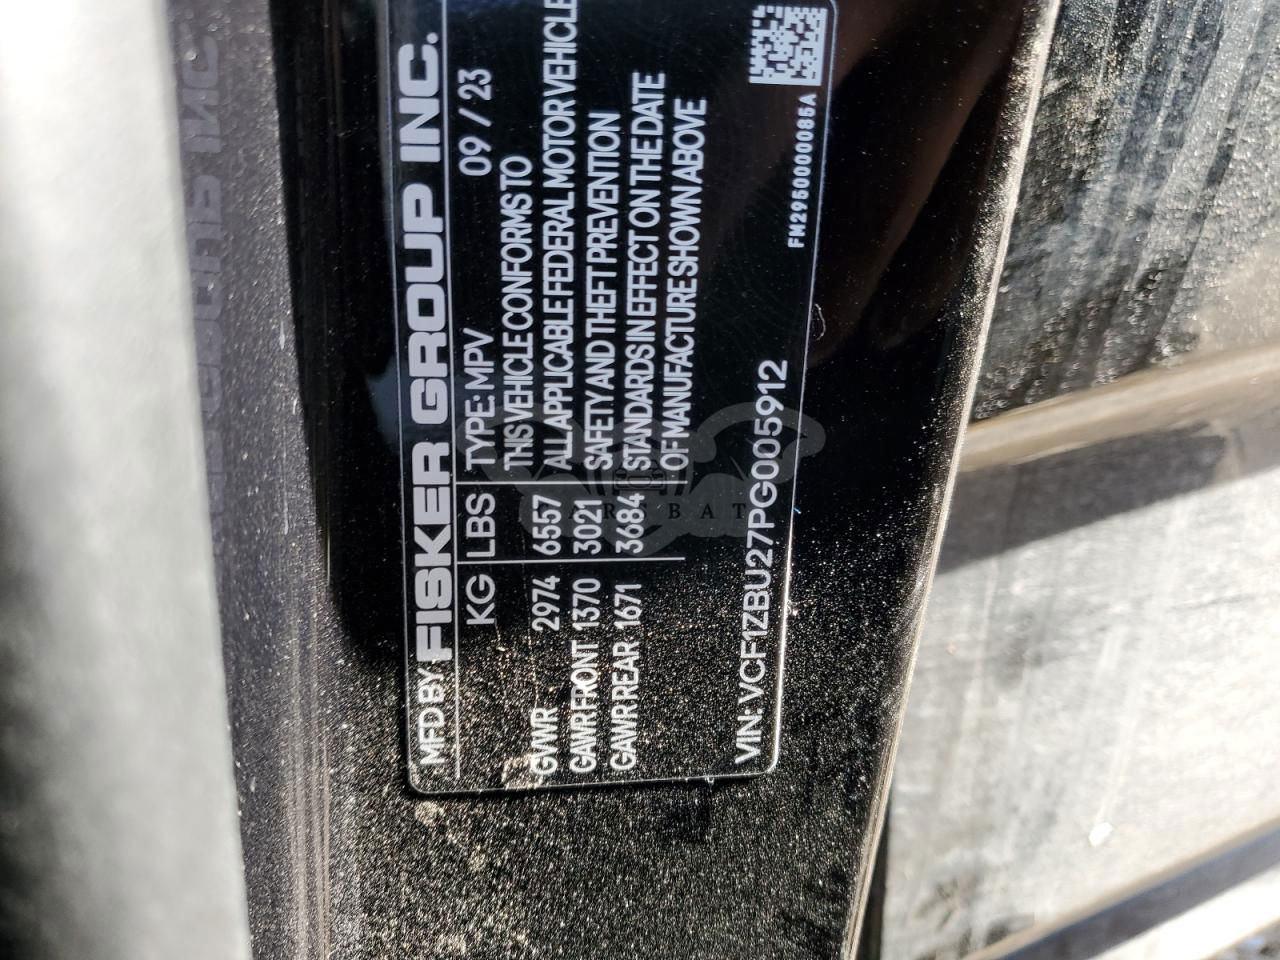 MFD BY: FISKER GROUP INC.
KG LBS TYPE: MPV 09 / 23
GVWR 2974 6557
GAWR FRONT 1370 3021
GAWR REAR 1671 3684
THIS VEHICLE CONFORMS TO
ALL APPLICABLE FEDERAL MOTOR VEHICLE
SAFETY AND THEFT PREVENTION
STANDARDS IN EFFECT ON THE DATE
OF MANUFACTURE SHOWN ABOVE
VIN: VCF1ZBU27PG005912
FM29500000085A
CARSBAT